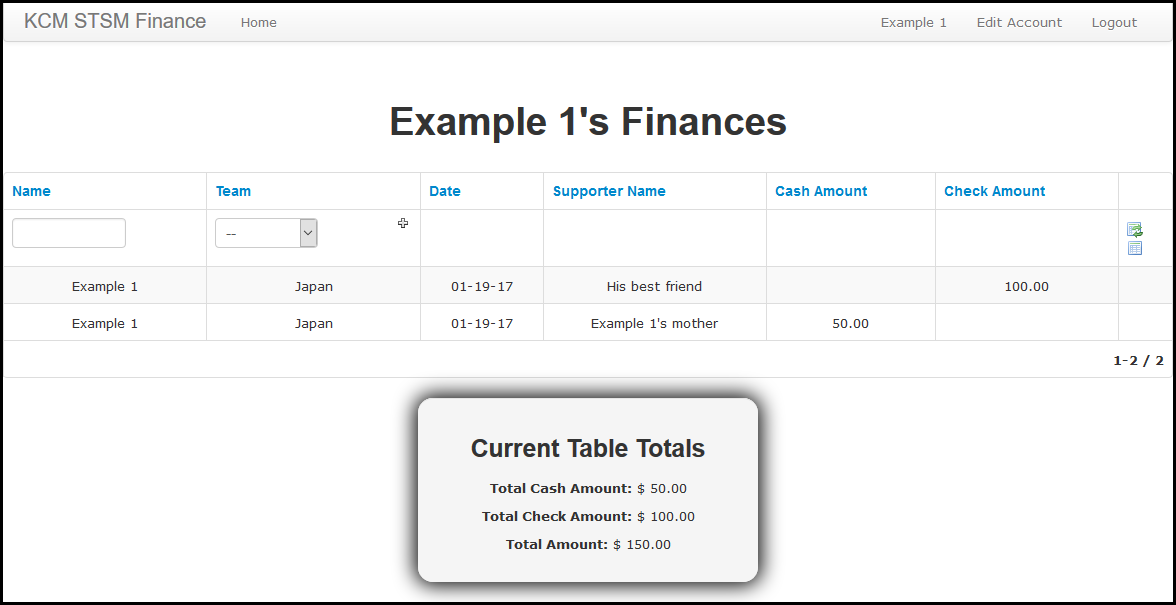 KCM STSM Finance Home Example 1 Edit Account Logout
Example 1's Finances
Name Team Date Supporter Name Cash Amount Check Amount
--
Example 1 Japan 01-19-17 His best friend 100.00
Example 1 Japan 01-19-17 Example 1's mother 50.00
1-2 / 2
Current Table Totals
Total Cash Amount: $ 50.00
Total Check Amount: $ 100.00
Total Amount: $ 150.00